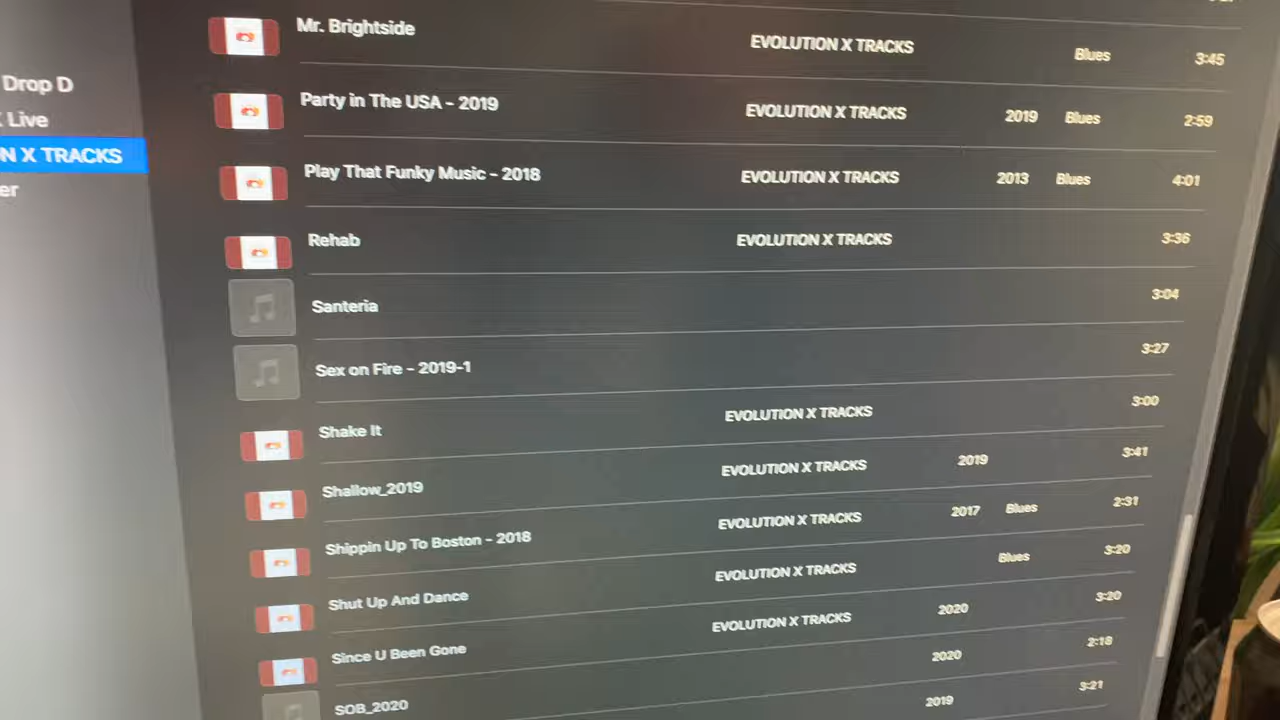 Drop D
Live
N X TRACKS
er
Mr. Brightside EVOLUTION X TRACKS Blues 3:45
Party in The USA - 2019 EVOLUTION X TRACKS 2019 Blues 2:59
Play That Funky Music - 2018 EVOLUTION X TRACKS 2013 Blues 4:01
Rehab EVOLUTION X TRACKS 3:36
Santeria 3:04
Sex on Fire - 2019-1 3:27
Shake It EVOLUTION X TRACKS 3:00
Shallow_2019 EVOLUTION X TRACKS 2019 3:41
Shippin Up To Boston - 2018 EVOLUTION X TRACKS 2017 Blues 2:31
Shut Up And Dance EVOLUTION X TRACKS Blues 3:20
Since U Been Gone EVOLUTION X TRACKS 2020 3:20
SOB_2020 2020 2:18
2019 3:21